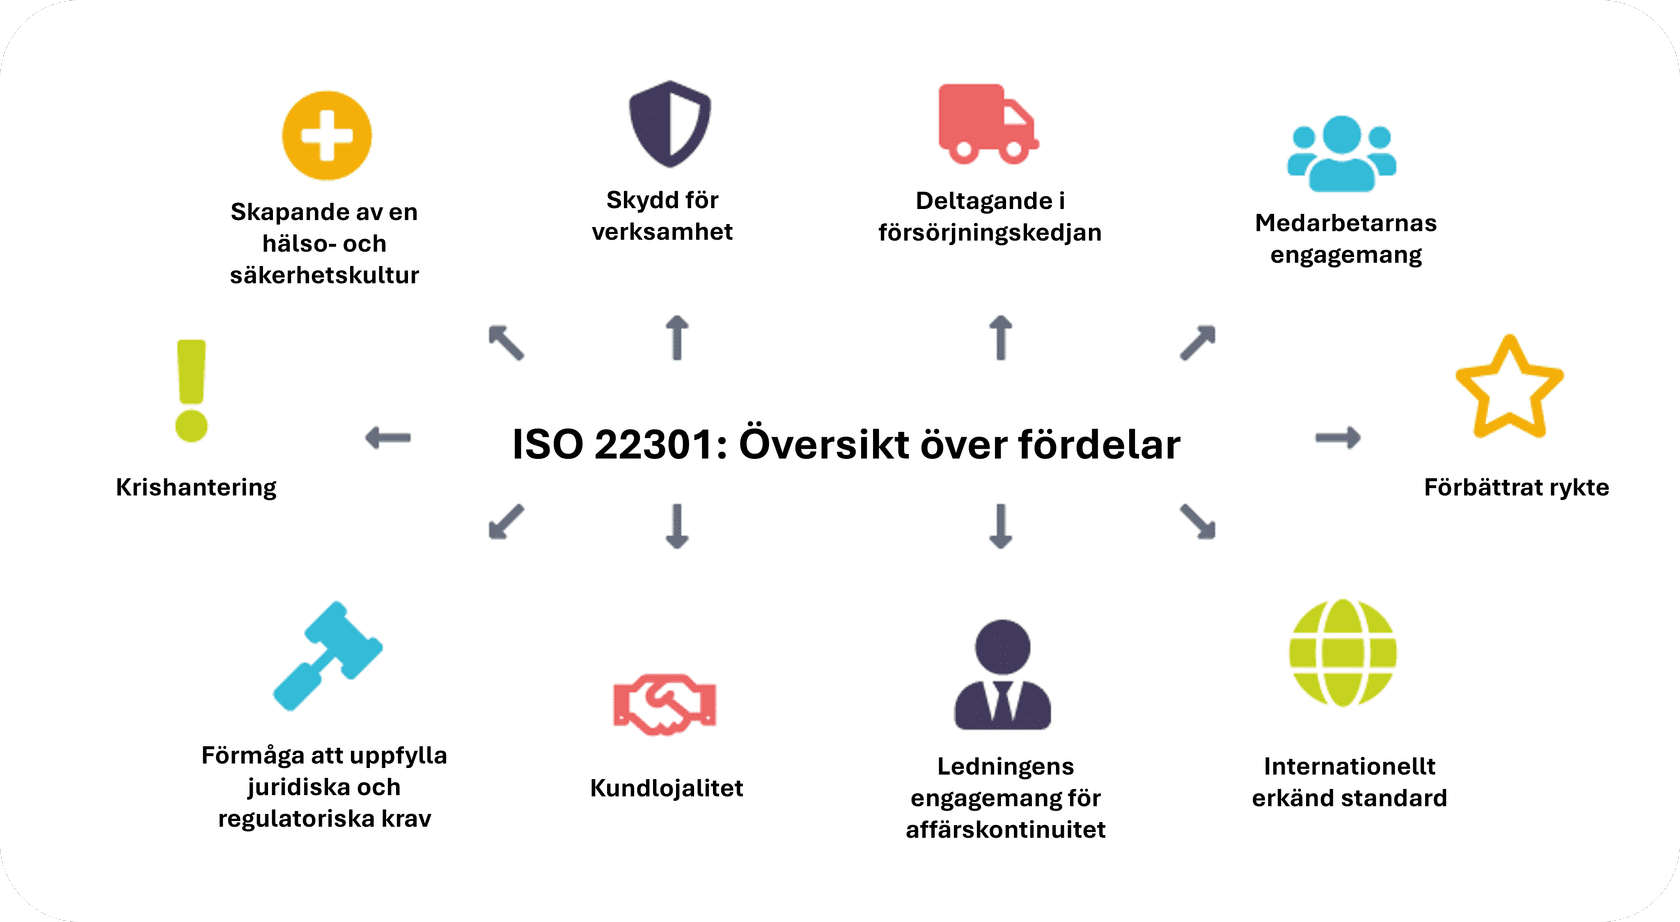 Skapande av en
hälso- och
säkerhetskultur
Skydd för
verksamhet
Deltagande i
försörjningskedjan
Medarbetarnas
engagemang
Krishantering
ISO 22301: Översikt över fördelar
Förbättrat rykte
Förmåga att uppfylla
juridiska och
regulatoriska krav
Kundlojalitet
Ledningens
engagemang för
affärskontinuitet
Internationellt
erkänd standard